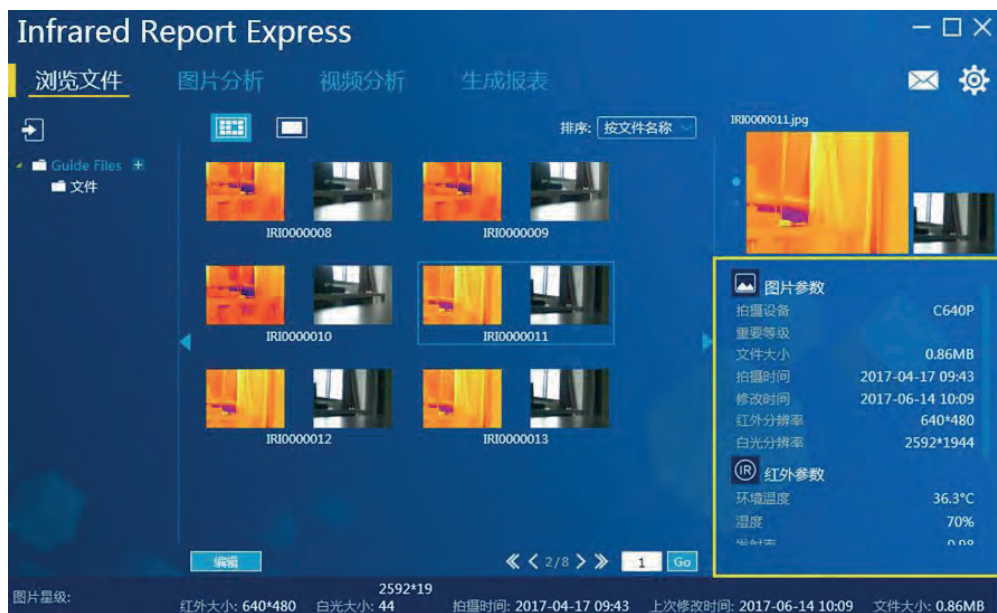 Infrared Report Express
浏览文件 图片分析 视频分析 生成报表
排序: 按文件名称
IRI0000011.jpg
Guide Files
文件
IRI0000008 IRI0000009
IRI0000010 IRI0000011
IRI0000012 IRI0000013
图片参数
拍摄设备 C640P
重要等级
文件大小 0.86MB
拍摄时间 2017-04-17 09:43
修改时间 2017-06-14 10:09
红外分辨率 640*480
白光分辨率 2592*1944
IR 红外参数
环境温度 36.3°C
湿度 70%
发射率 0.98
编辑 2/8 1 Go
图片星级:
红外大小: 640*480 白光大小: 2592*1944 拍摄时间: 2017-04-17 09:43 上次修改时间: 2017-06-14 10:09 文件大小: 0.86MB